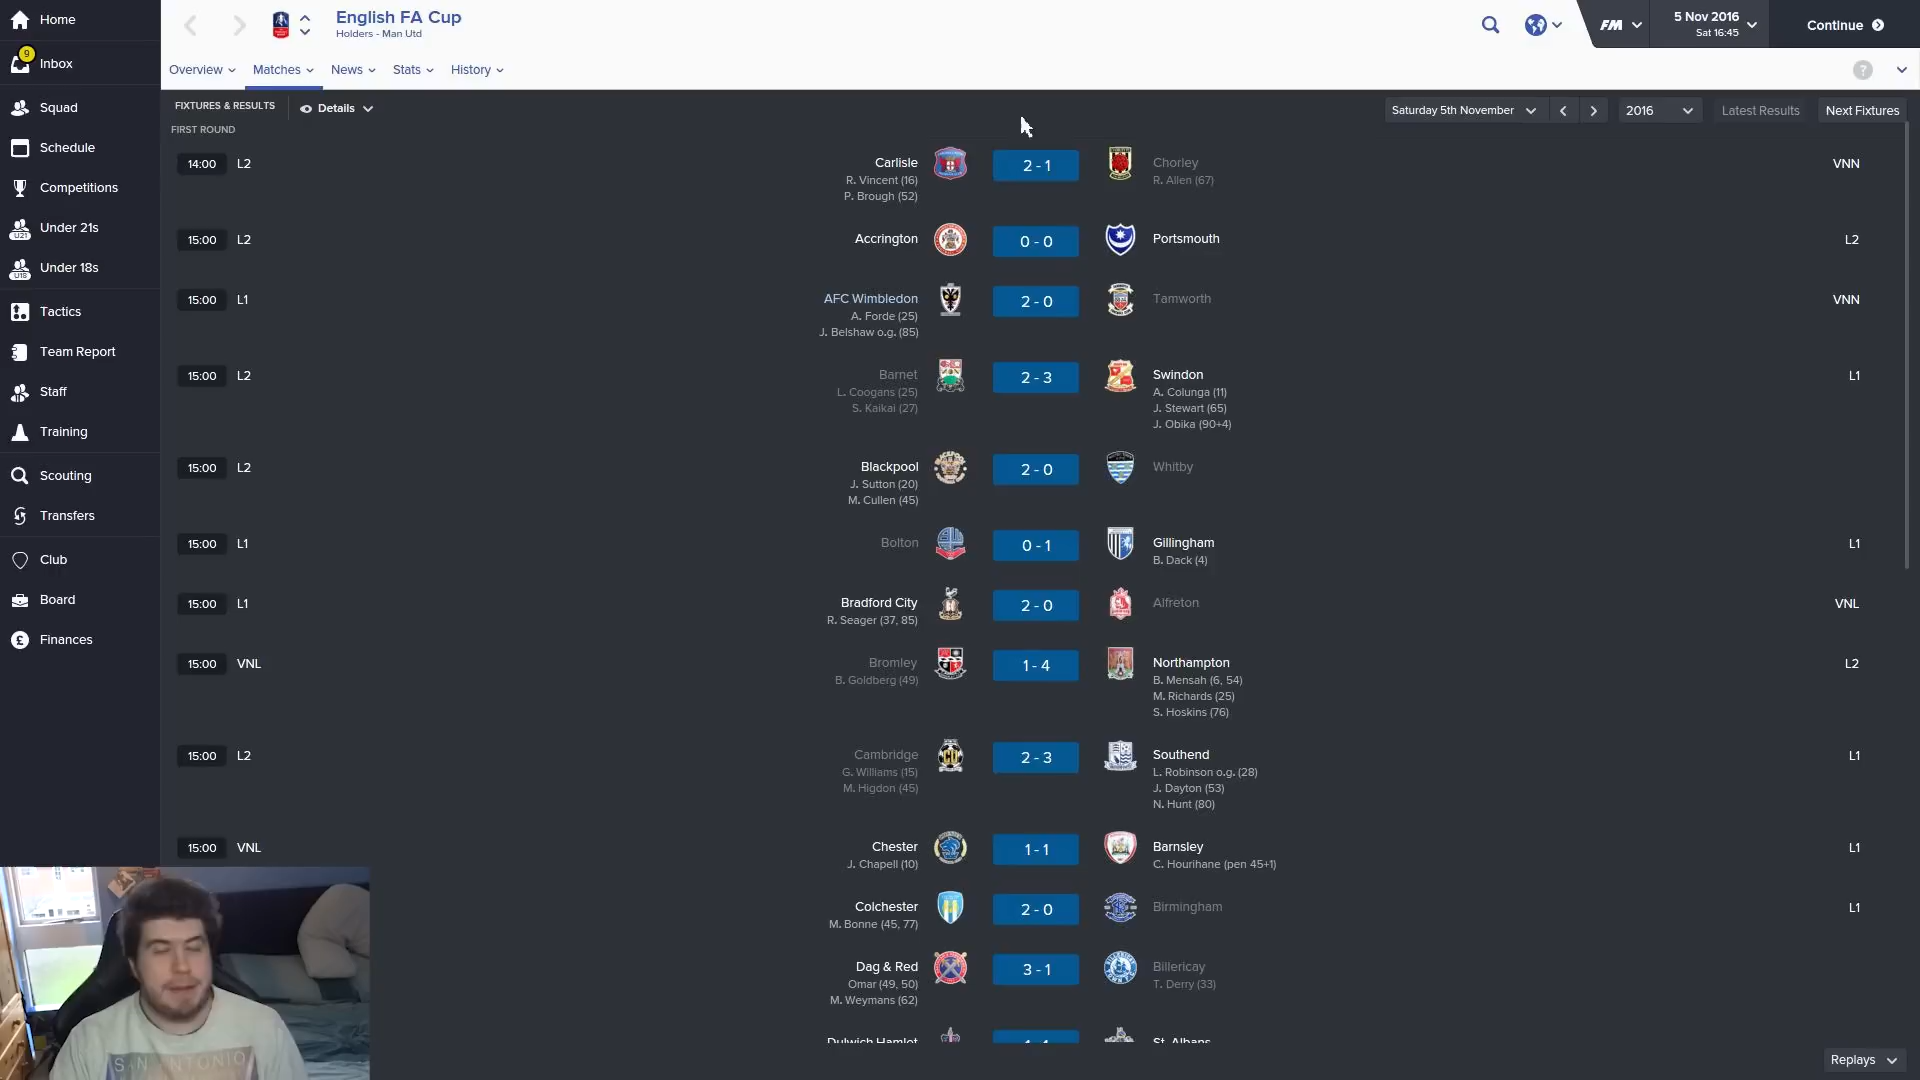 Home
English FA Cup
Holders - Man Utd
FM
5 Nov 2016
Sat 16:45
Continue
9
Inbox
Overview Matches News Stats History
?
Squad
FIXTURES & RESULTS
Details
Saturday 5th November
2016
Latest Results
Next Fixtures
FIRST ROUND
Schedule
14:00 L2 Carlisle 2 - 1 Chorley VNN
R. Vincent (16) R. Allen (67)
P. Brough (52)
Competitions
Under 21s
U21
15:00 L2 Accrington 0 - 0 Portsmouth L2
Under 18s
U18
15:00 L1 AFC Wimbledon 2 - 0 Tamworth VNN
A. Forde (25)
J. Belshaw o.g. (85)
Tactics
Team Report
15:00 L2 Barnet 2 - 3 Swindon L1
L. Coogans (25) A. Colunga (11)
S. Kaikai (27) J. Stewart (65)
J. Obika (90+4)
Staff
Training
15:00 L2 Blackpool 2 - 0 Whitby
J. Sutton (20)
M. Cullen (45)
Scouting
Transfers
15:00 L1 Bolton 0 - 1 Gillingham L1
B. Dack (4)
Club
15:00 L1 Bradford City 2 - 0 Alfreton VNL
R. Seager (37, 85)
Board
Finances
15:00 VNL Bromley 1 - 4 Northampton L2
B. Goldberg (49) B. Mensah (6, 54)
M. Richards (25)
S. Hoskins (76)
15:00 L2 Cambridge 2 - 3 Southend L1
G. Williams (15) L. Robinson o.g. (28)
M. Higdon (45) J. Dayton (53)
N. Hunt (80)
15:00 VNL Chester 1 - 1 Barnsley L1
J. Chapell (10) C. Hourihane (pen 45+1)
Colchester 2 - 0 Birmingham L1
M. Bonne (45, 77)
Dag & Red 3 - 1 Billericay
Omar (49, 50) T. Derry (33)
M. Weymans (62)
Dulwich Hamlet St. Albans
SAN ANTONIO
Replays